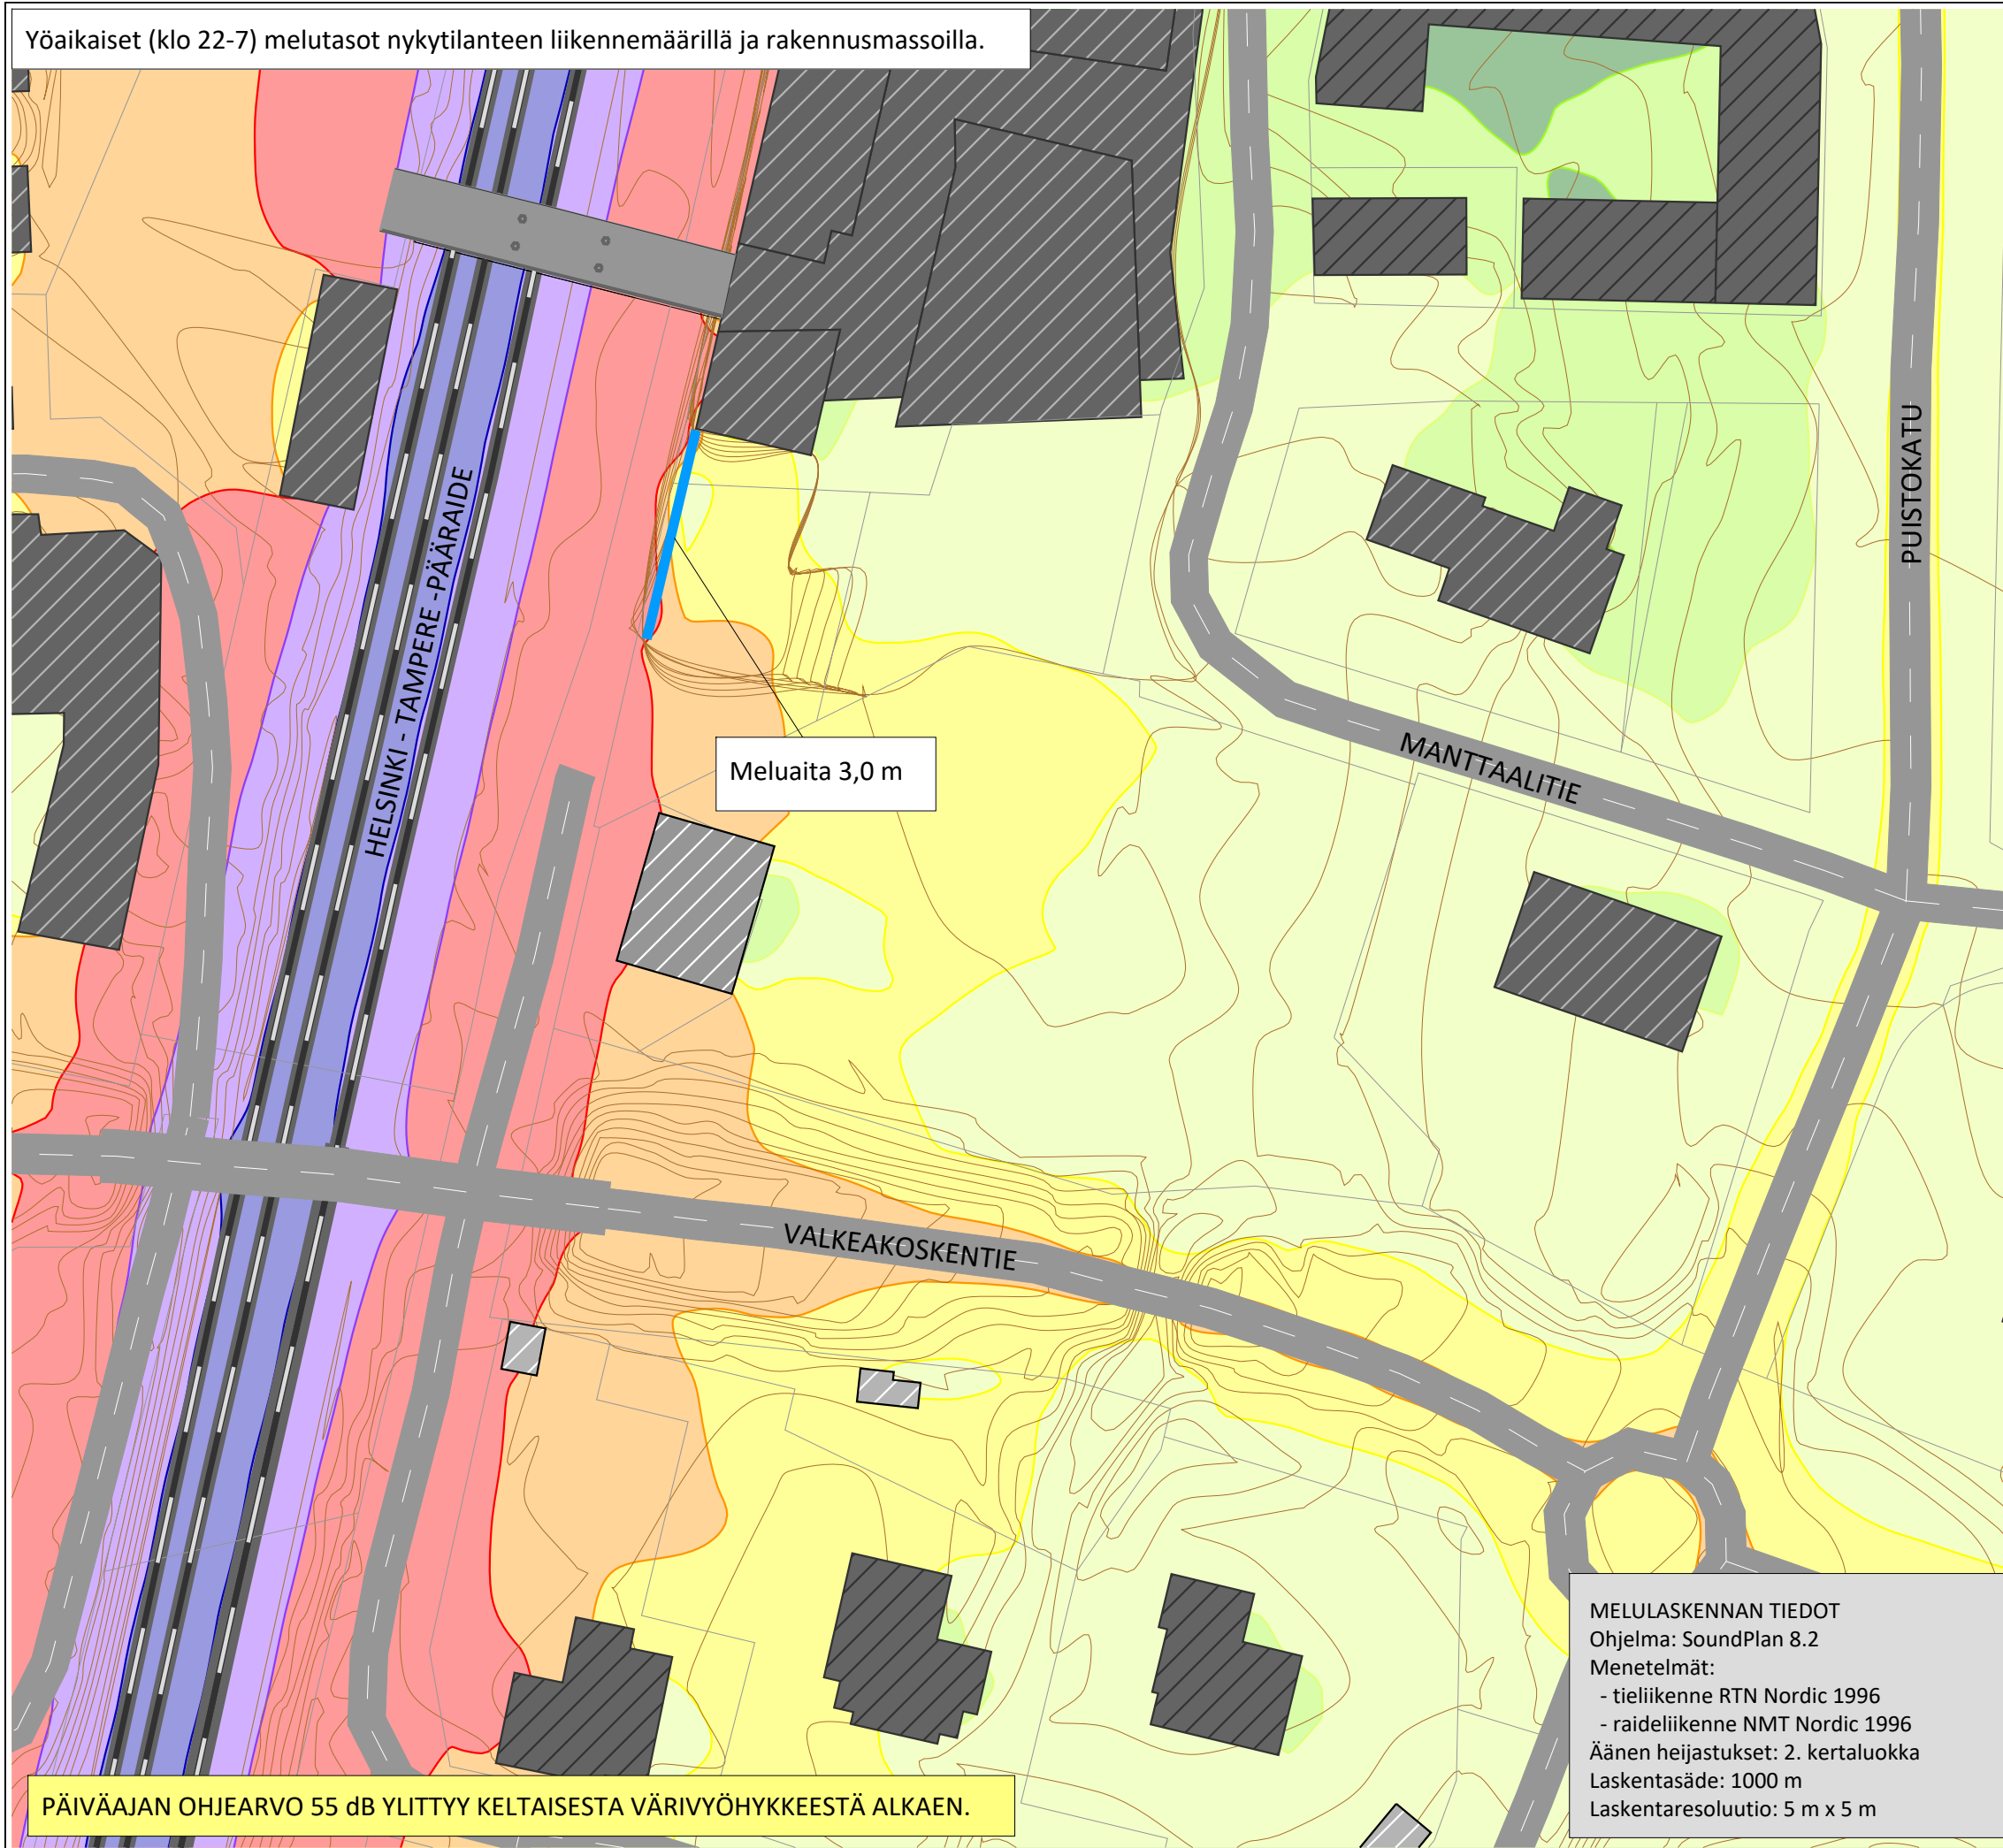 Yöaikaiset (klo 22-7) melutasot nykytilanteen liikennemäärillä ja rakennusmassoilla.
HELSINKI - TAMPERE -PÄÄRAIDE
PUISTOKATU
Meluaita 3,0 m
MANTTAALITIE
VALKEAKOSKENTIE
MELULASKENNAN TIEDOT
Ohjelma: SoundPlan 8.2
Menetelmät:
- tieliikenne RTN Nordic 1996
- raideliikenne NMT Nordic 1996
Äänen heijastukset: 2. kertaluokka
Laskentasäde: 1000 m
Laskentaresoluutio: 5 m x 5 m
PÄIVÄAJAN OHJEARVO 55 dB YLITTYY KELTAISESTA VÄRIVYÖHYKKEESTÄ ALKAEN.